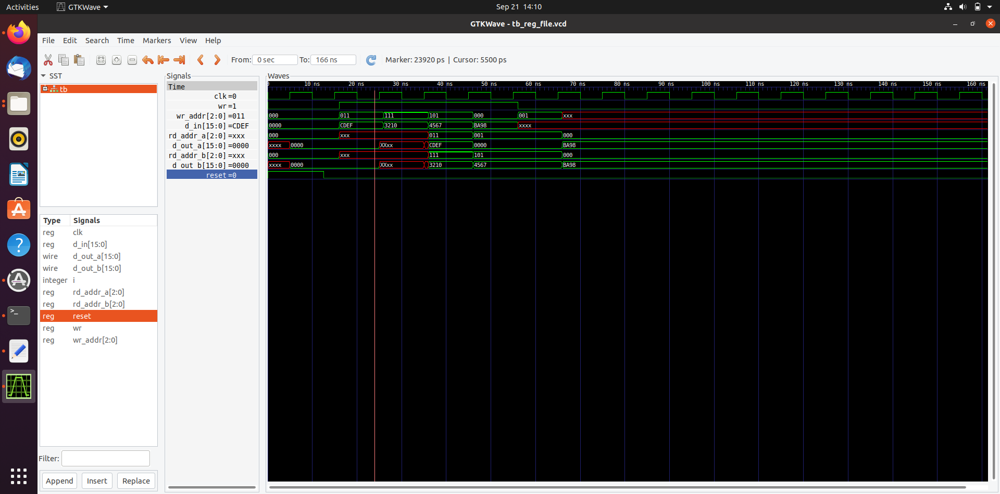 Activities GTKWave Sep 21 14:10
GTKWave - tb_reg_file.vcd
File Edit Search Time Markers View Help
From: 0 sec To: 166 ns Marker: 23920 ps | Cursor: 5500 ps
SST
tb
Type Signals
reg clk
reg d_in[15:0]
wire d_out_a[15:0]
wire d_out_b[15:0]
integer i
reg rd_addr_a[2:0]
reg rd_addr_b[2:0]
reg reset
reg wr
reg wr_addr[2:0]
Filter:
Append Insert Replace
Signals
Time
clk=0
wr=1
wr_addr[2:0]=011
d_in[15:0]=CDEF
rd_addr_a[2:0]=xxx
d_out_a[15:0]=0000
rd_addr_b[2:0]=xxx
d_out_b[15:0]=0000
reset=0
Waves
0 10 ns 20 ns 30 ns 40 ns 50 ns 60 ns 70 ns 80 ns 90 ns 100 ns 110 ns 120 ns 130 ns 140 ns 150 ns 160 ns
000 011 111 101 000 001 xxx
0000 CDEF 3210 4567 BA98 xxxx
000 xxx 011 001 000
xxxx 0000 XXxx CDEF 0000 BA98
000 xxx 111 101 000
xxxx 0000 XXxx 3210 4567 BA98